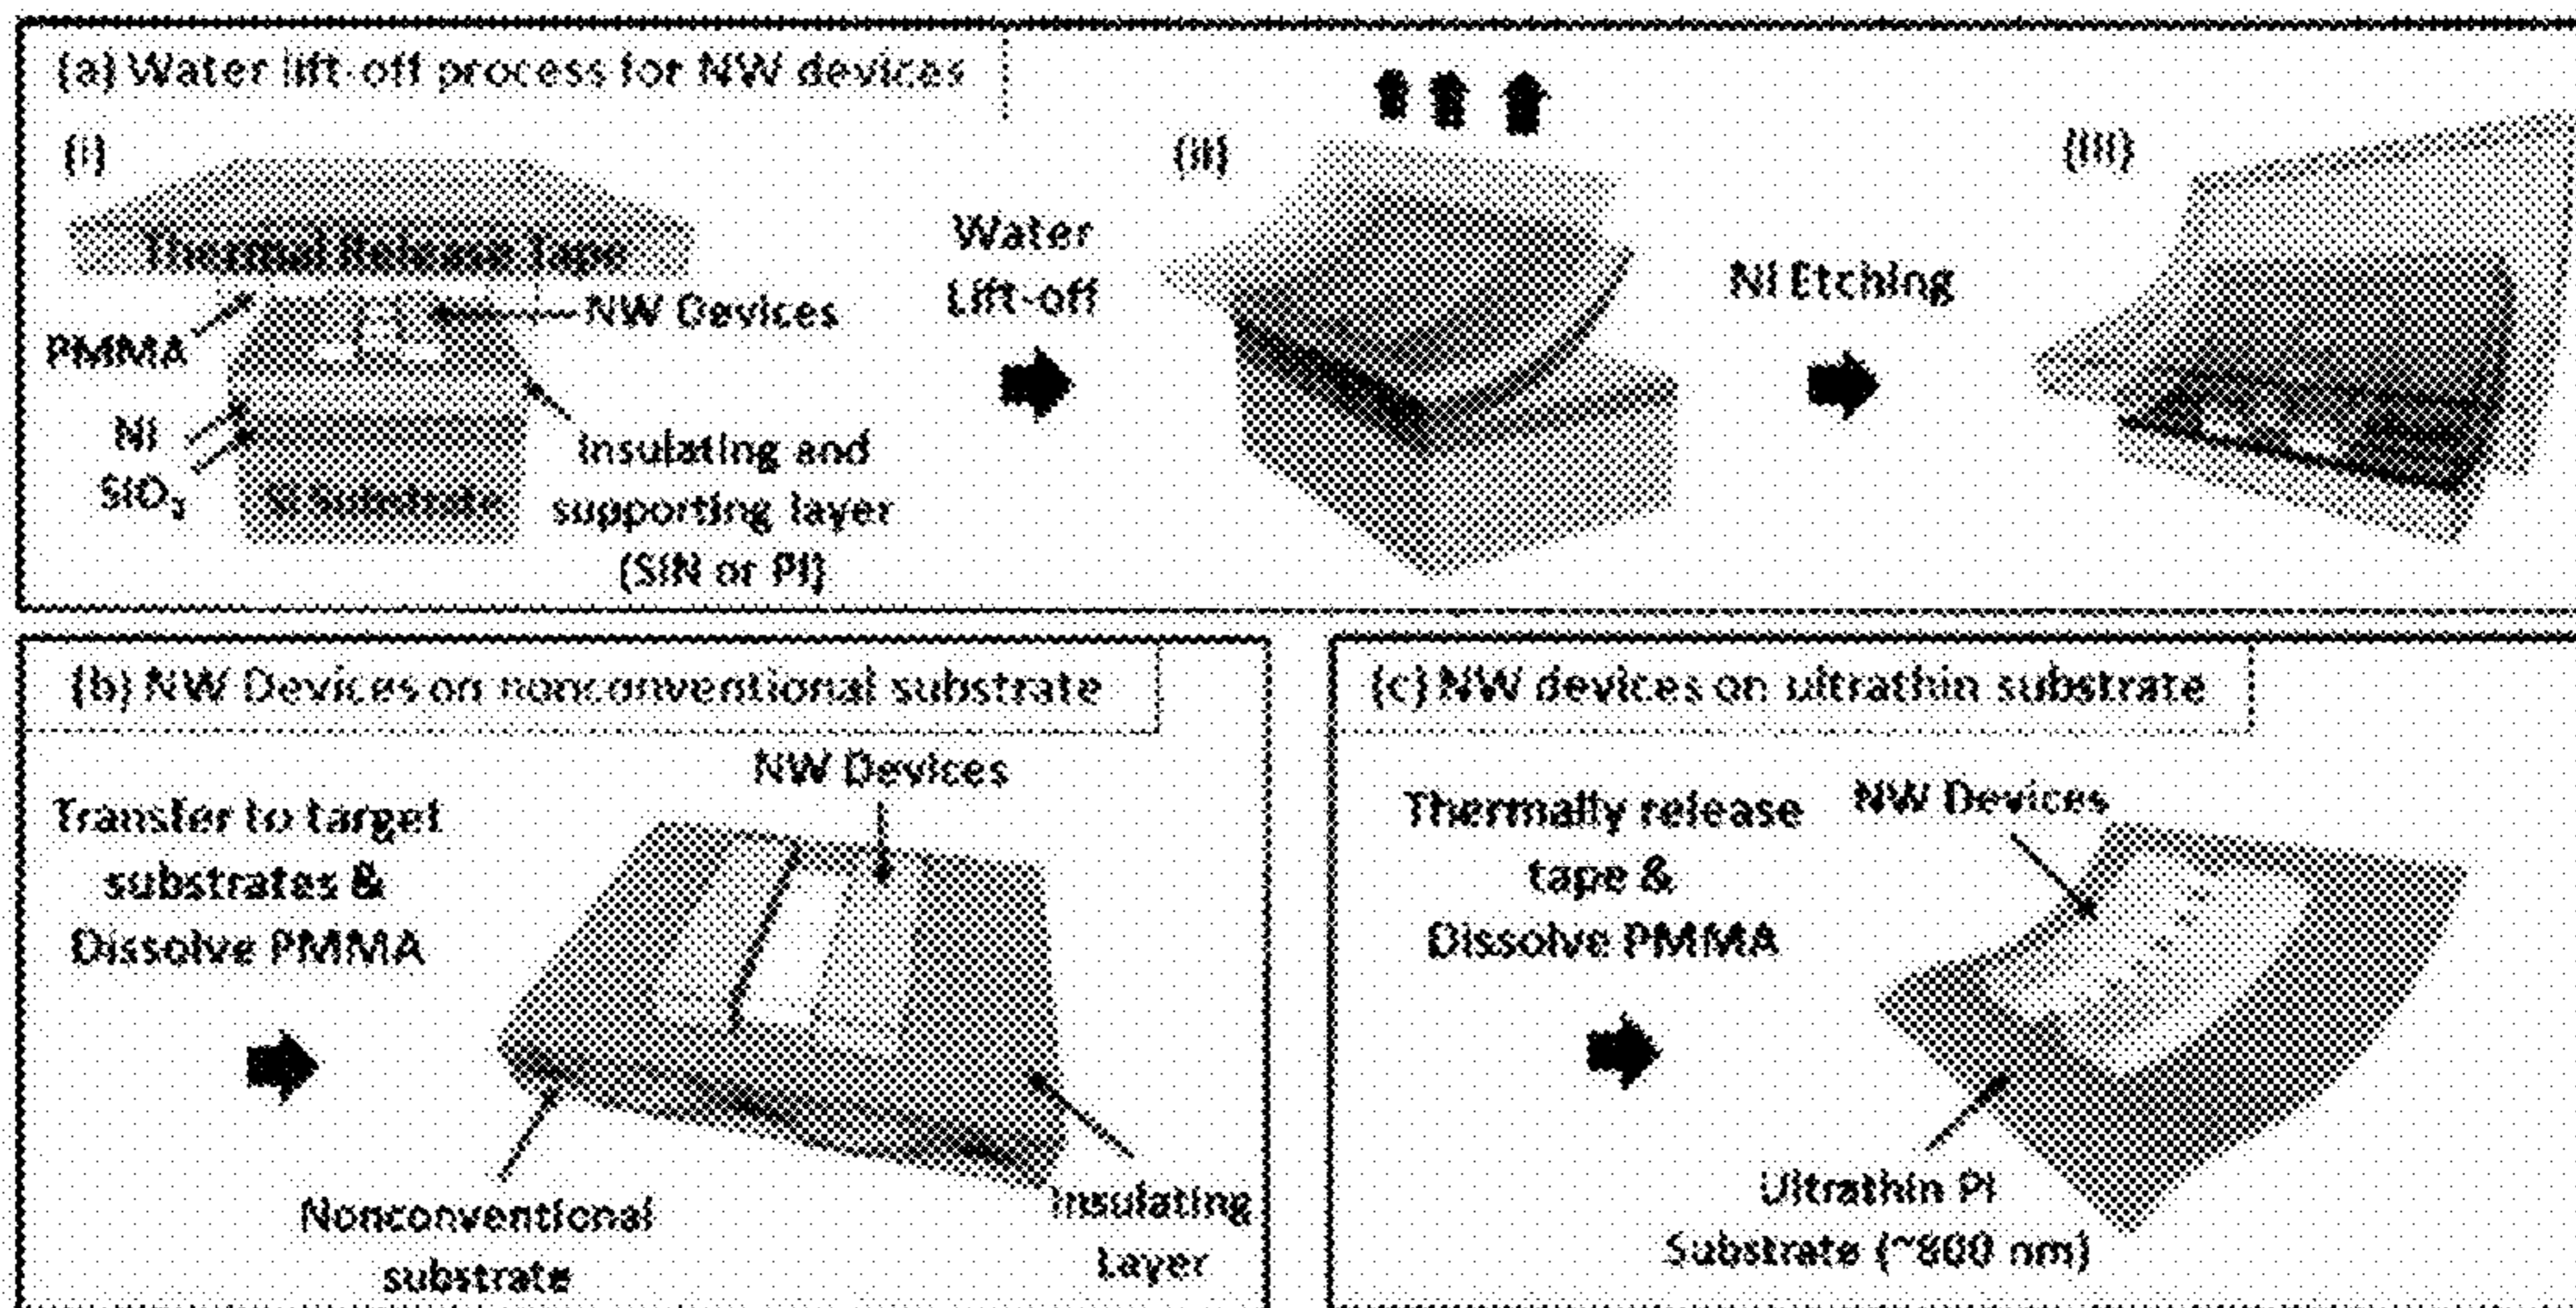 (a) Water lift-off process for NW devices
(i)
(ii)
(iii)
Thermal Release Tape
NW Devices
PMMA
Ni
SiO2
Si Substrate
Insulating and
supporting layer
(SiN or PI)
Water
Lift-off
Ni Etching
(b) NW Devices on nonconventional substrate
Transfer to target
substrates &
Dissolve PMMA
NW Devices
Nonconventional
substrate
Insulating
Layer
(c) NW devices on ultrathin substrate
Thermally release
tape &
Dissolve PMMA
NW Devices
Ultrathin PI
Substrate (~800 nm)